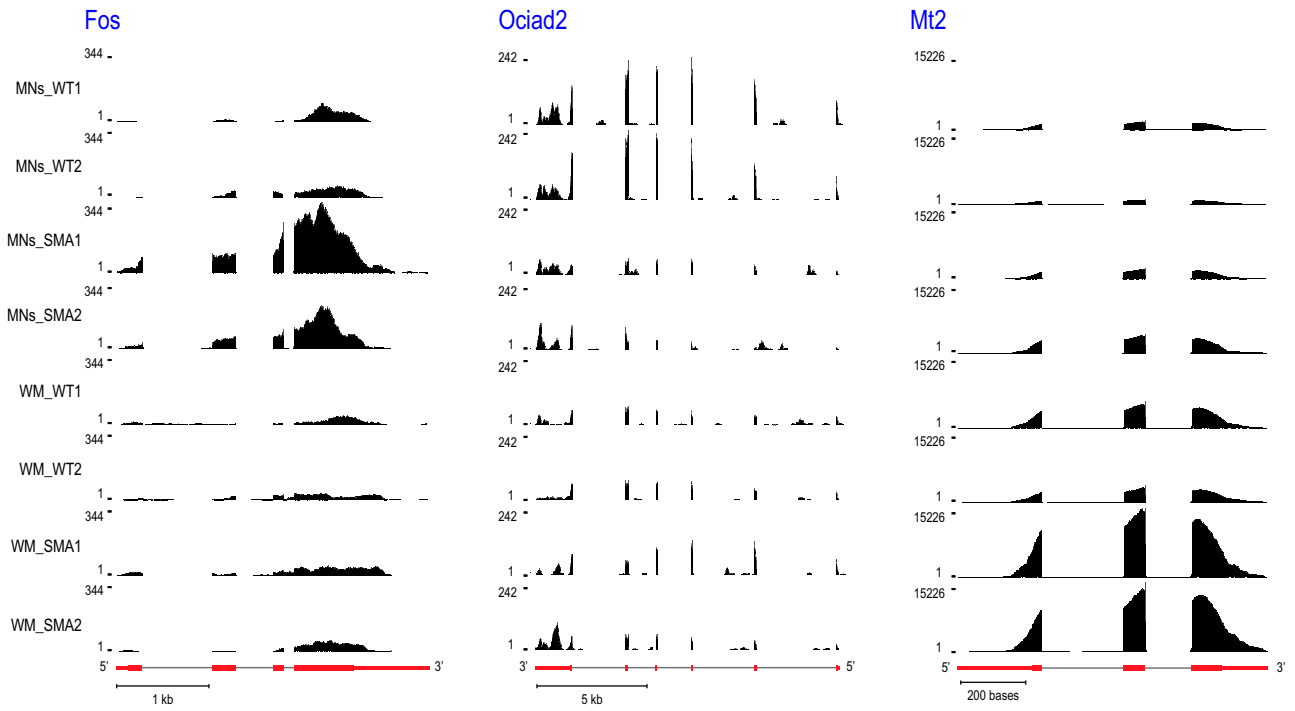 Fos Ociad2 Mt2
344 242 15226
MNs_WT1
1 1 1
344 242 15226
MNs_WT2
1 1 1
344 242 15226
MNs_SMA1
1 1 1
344 242 15226
MNs_SMA2
1 1 1
344 242 15226
WM_WT1
1 1 1
344 242 15226
WM_WT2
1 1 1
344 242 15226
WM_SMA1
1 1 1
344 242 15226
WM_SMA2
1 1 1
5' 3' 3' 5' 5' 3'
1 kb 5 kb 200 bases